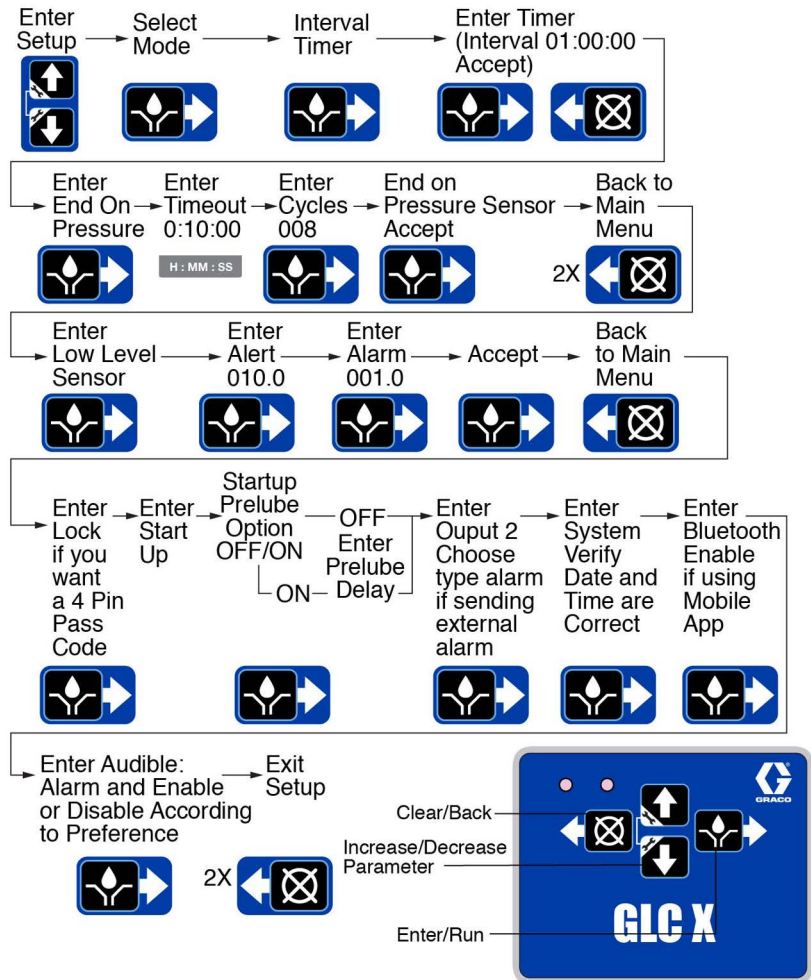 Enter
Setup
Select
Mode
Interval
Timer
Enter Timer
(Interval 01:00:00
Accept)
Enter
End On
Pressure
Enter
Timeout
0:10:00
H : MM : SS
Enter
Cycles
008
End on
Pressure Sensor
Accept
Back to
Main
Menu
2X
Enter
Low Level
Sensor
Enter
Alert
010.0
Enter
Alarm
001.0
Accept
Back
to Main
Menu
Enter
Lock
if you
want
a 4 Pin
Pass
Code
Enter
Start
Up
Startup
Prelube
Option
OFF/ON
OFF
ON
Enter
Prelube
Delay
Enter
Ouput 2
Choose
type alarm
if sending
external
alarm
Enter
System
Verify
Date and
Time are
Correct
Enter
Bluetooth
Enable
if using
Mobile
App
Enter Audible:
Alarm and Enable
or Disable According
to Preference
Exit
Setup
2X
Clear/Back
Increase/Decrease
Parameter
Enter/Run
GRACO
GLC X